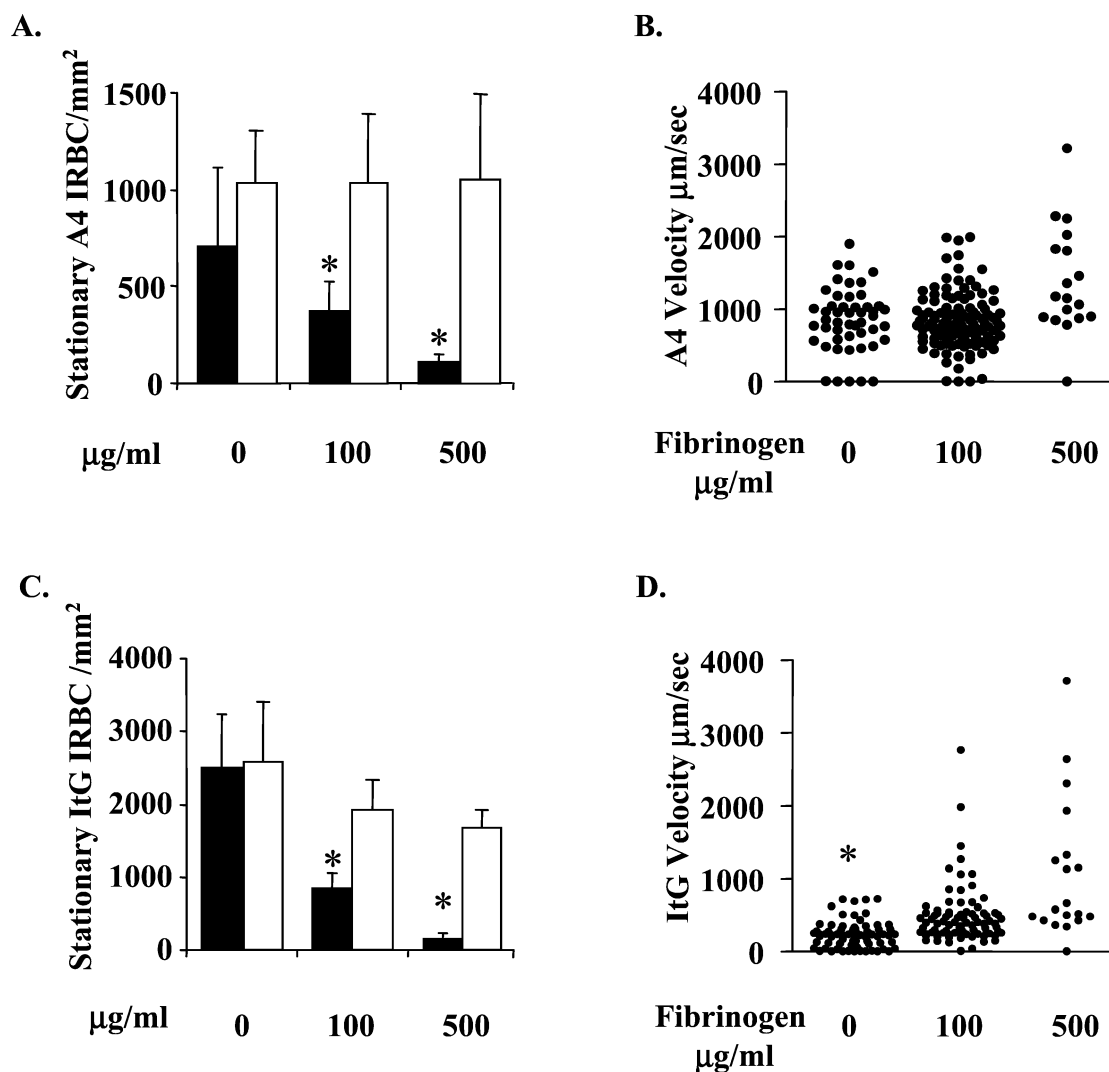 A.
Stationary A4 IRBC/mm²
1500
1000
500
0
*
*
µg/ml
0 100 500
B.
A4 Velocity µm/sec
4000
3000
2000
1000
0
Fibrinogen 0 100 500
µg/ml
C.
Stationary ItG IRBC /mm²
4000
3000
2000
1000
0
*
*
µg/ml
0 100 500
D.
ItG Velocity µm/sec
4000
3000
2000
1000
0
*
Fibrinogen 0 100 500
µg/ml